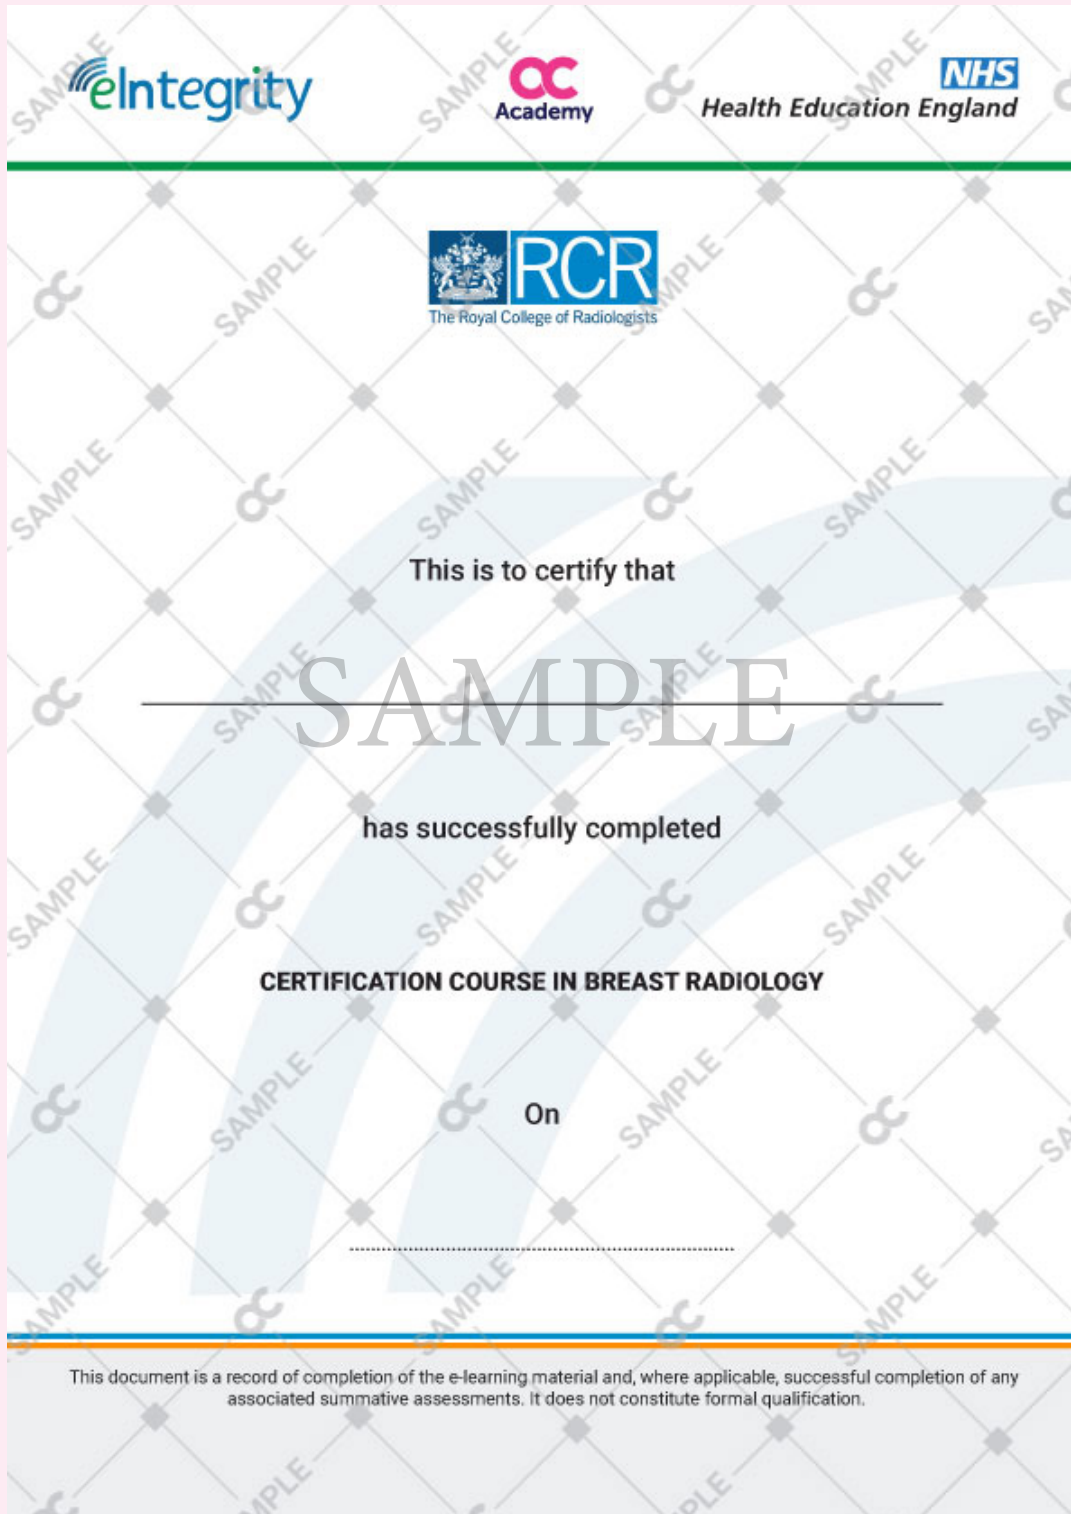 eIntegrity
OC
Academy
NHS
Health Education England
RCR
The Royal College of Radiologists
This is to certify that
SAMPLE
has successfully completed
CERTIFICATION COURSE IN BREAST RADIOLOGY
On
This document is a record of completion of the e-learning material and, where applicable, successful completion of any
associated summative assessments. It does not constitute formal qualification.